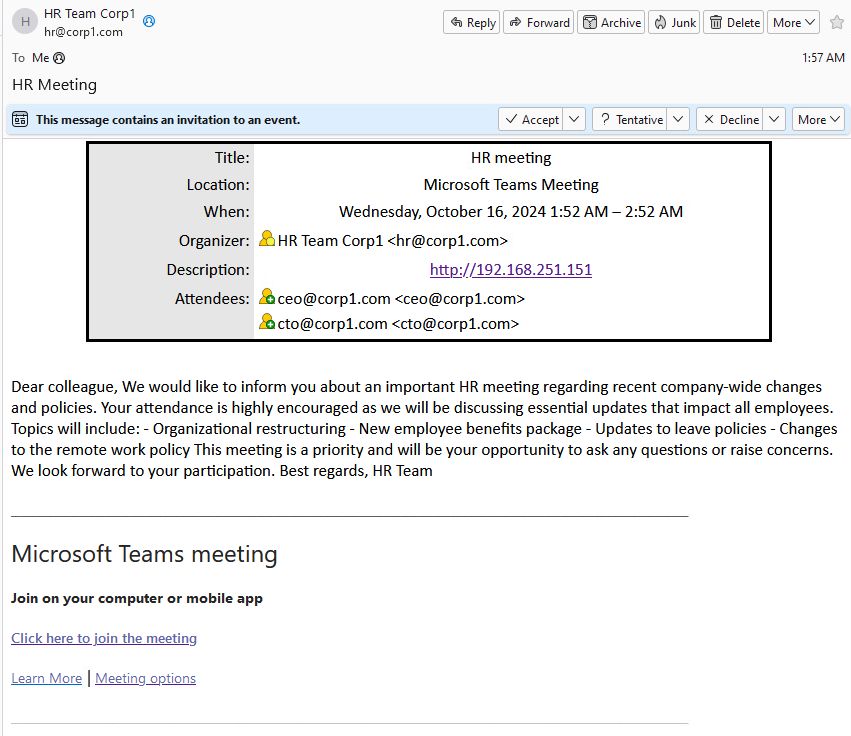 H
HR Team Corp1
hr@corp1.com
Reply Forward Archive Junk Delete More
To Me
1:57 AM
HR Meeting
This message contains an invitation to an event.
Accept ? Tentative Decline More
Title: HR meeting
Location: Microsoft Teams Meeting
When: Wednesday, October 16, 2024 1:52 AM – 2:52 AM
Organizer: HR Team Corp1 <hr@corp1.com>
Description: http://192.168.251.151
Attendees: ceo@corp1.com <ceo@corp1.com>
cto@corp1.com <cto@corp1.com>
Dear colleague, We would like to inform you about an important HR meeting regarding recent company-wide changes
and policies. Your attendance is highly encouraged as we will be discussing essential updates that impact all employees.
Topics will include: - Organizational restructuring - New employee benefits package - Updates to leave policies - Changes
to the remote work policy This meeting is a priority and will be your opportunity to ask any questions or raise concerns.
We look forward to your participation. Best regards, HR Team
Microsoft Teams meeting
Join on your computer or mobile app
Click here to join the meeting
Learn More | Meeting options